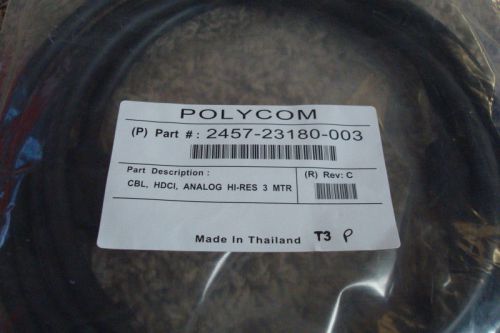 POLYCOM
(P) Part # : 2457-23180-003
Part Description :
CBL, HDCI, ANALOG HI-RES 3 MTR
(R) Rev: C
Made In Thailand T3 P